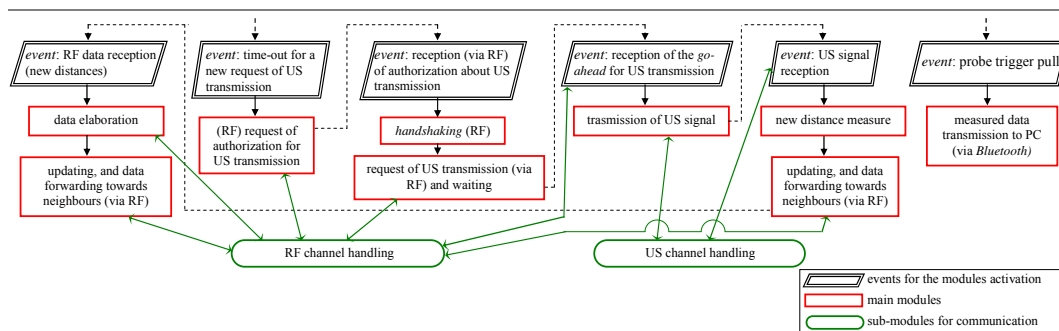 event: RF data reception
(new distances)
event: time-out for a
new request of US
transmission
event: reception (via RF)
of authorization about US
transmission
event: reception of the go-
ahead for US transmission
event: US signal
reception
event: probe trigger pull
data elaboration
(RF) request of
authorization for
US transmission
handshaking (RF)
trasmission of US signal
new distance measure
measured data
transmission to PC
(via Bluetooth)
updating, and data
forwarding towards
neighbours (via RF)
request of US transmission (via
RF) and waiting
updating, and data
forwarding towards
neighbours (via RF)
RF channel handling
US channel handling
events for the modules activation
main modules
sub-modules for communication